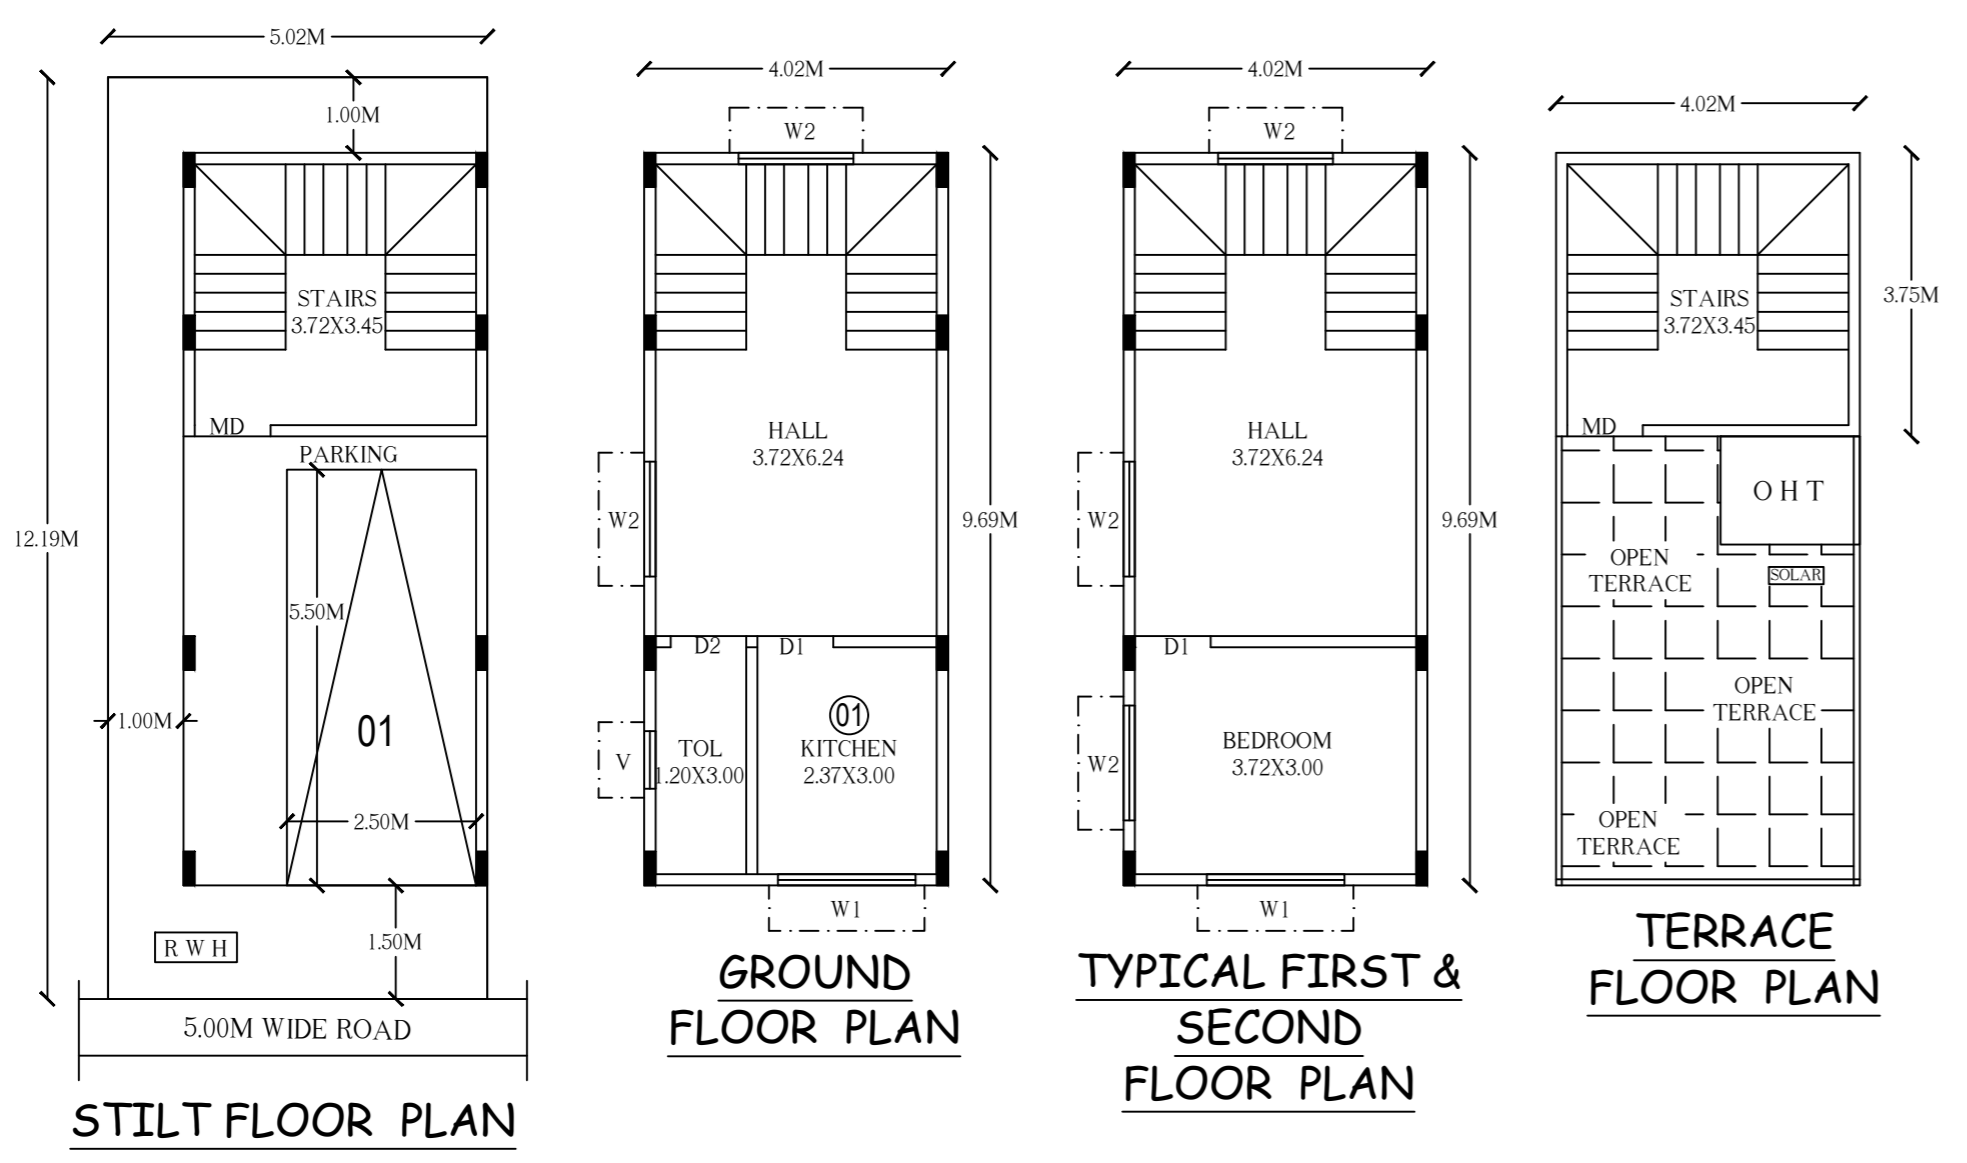 5.02M
1.00M
STAIRS
3.72X3.45
MD
PARKING
12.19M
5.50M
1.00M
01
2.50M
R W H
1.50M
5.00M WIDE ROAD
STILT FLOOR PLAN
4.02M
W2
HALL
3.72X6.24
W2
9.69M
D2
D1
01
V
TOL
1.20X3.00
KITCHEN
2.37X3.00
W1
GROUND
FLOOR PLAN
4.02M
W2
HALL
3.72X6.24
W2
9.69M
D1
BEDROOM
3.72X3.00
W2
W1
TYPICAL FIRST &
SECOND
FLOOR PLAN
4.02M
STAIRS
3.72X3.45
3.75M
MD
O H T
OPEN
TERRACE
SOLAR
OPEN
TERRACE
OPEN
TERRACE
TERRACE
FLOOR PLAN